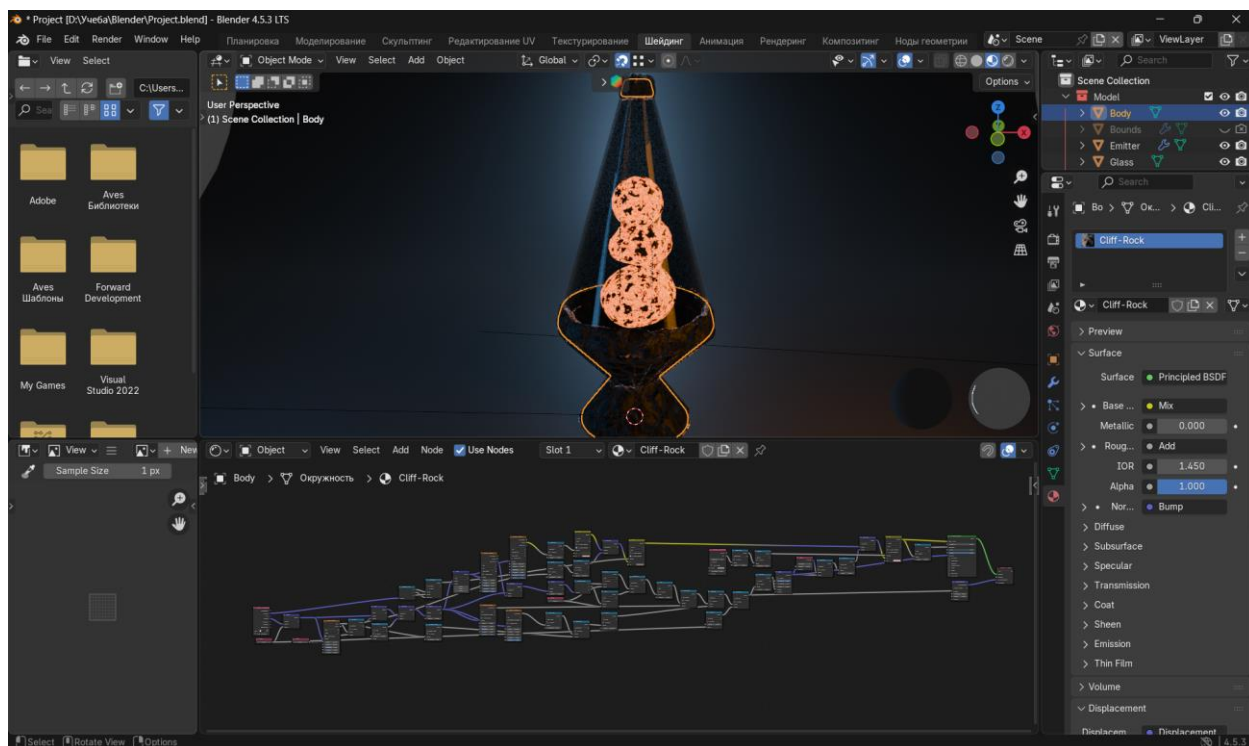 * Project [D:\Учеба\Blender\Project.blend] - Blender 4.5.3 LTS
File Edit Render Window Help Планировка Моделирование Скульптинг Редактирование UV Текстурирование Шейдинг Анимация Рендеринг Композитинг Ноды геометрии Scene ViewLayer
View Select
Object Mode View Select Add Object Global
Search
C:\Users...
Options
Scene Collection
Model
User Perspective
(1) Scene Collection | Body
Body
Bounds
Emitter
Glass
Adobe
Aves
Библиотеки
Aves
Шаблоны
Forward
Development
My Games
Visual
Studio 2022
Search
Bo Ок... Cli...
Cliff-Rock
Cliff-Rock
Preview
Surface
Surface Principled BSDF
Base ... Mix
Metallic 0.000
Roug... Add
IOR 1.450
Alpha 1.000
Nor... Bump
Diffuse
Subsurface
Specular
Transmission
Coat
Sheen
Emission
Thin Film
Volume
Displacement
Displacem... Displacement
View New
Sample Size 1 px
Object View Select Add Node Use Nodes Slot 1 Cliff-Rock
Body Окружность Cliff-Rock
Select Rotate View Options
4.5.3